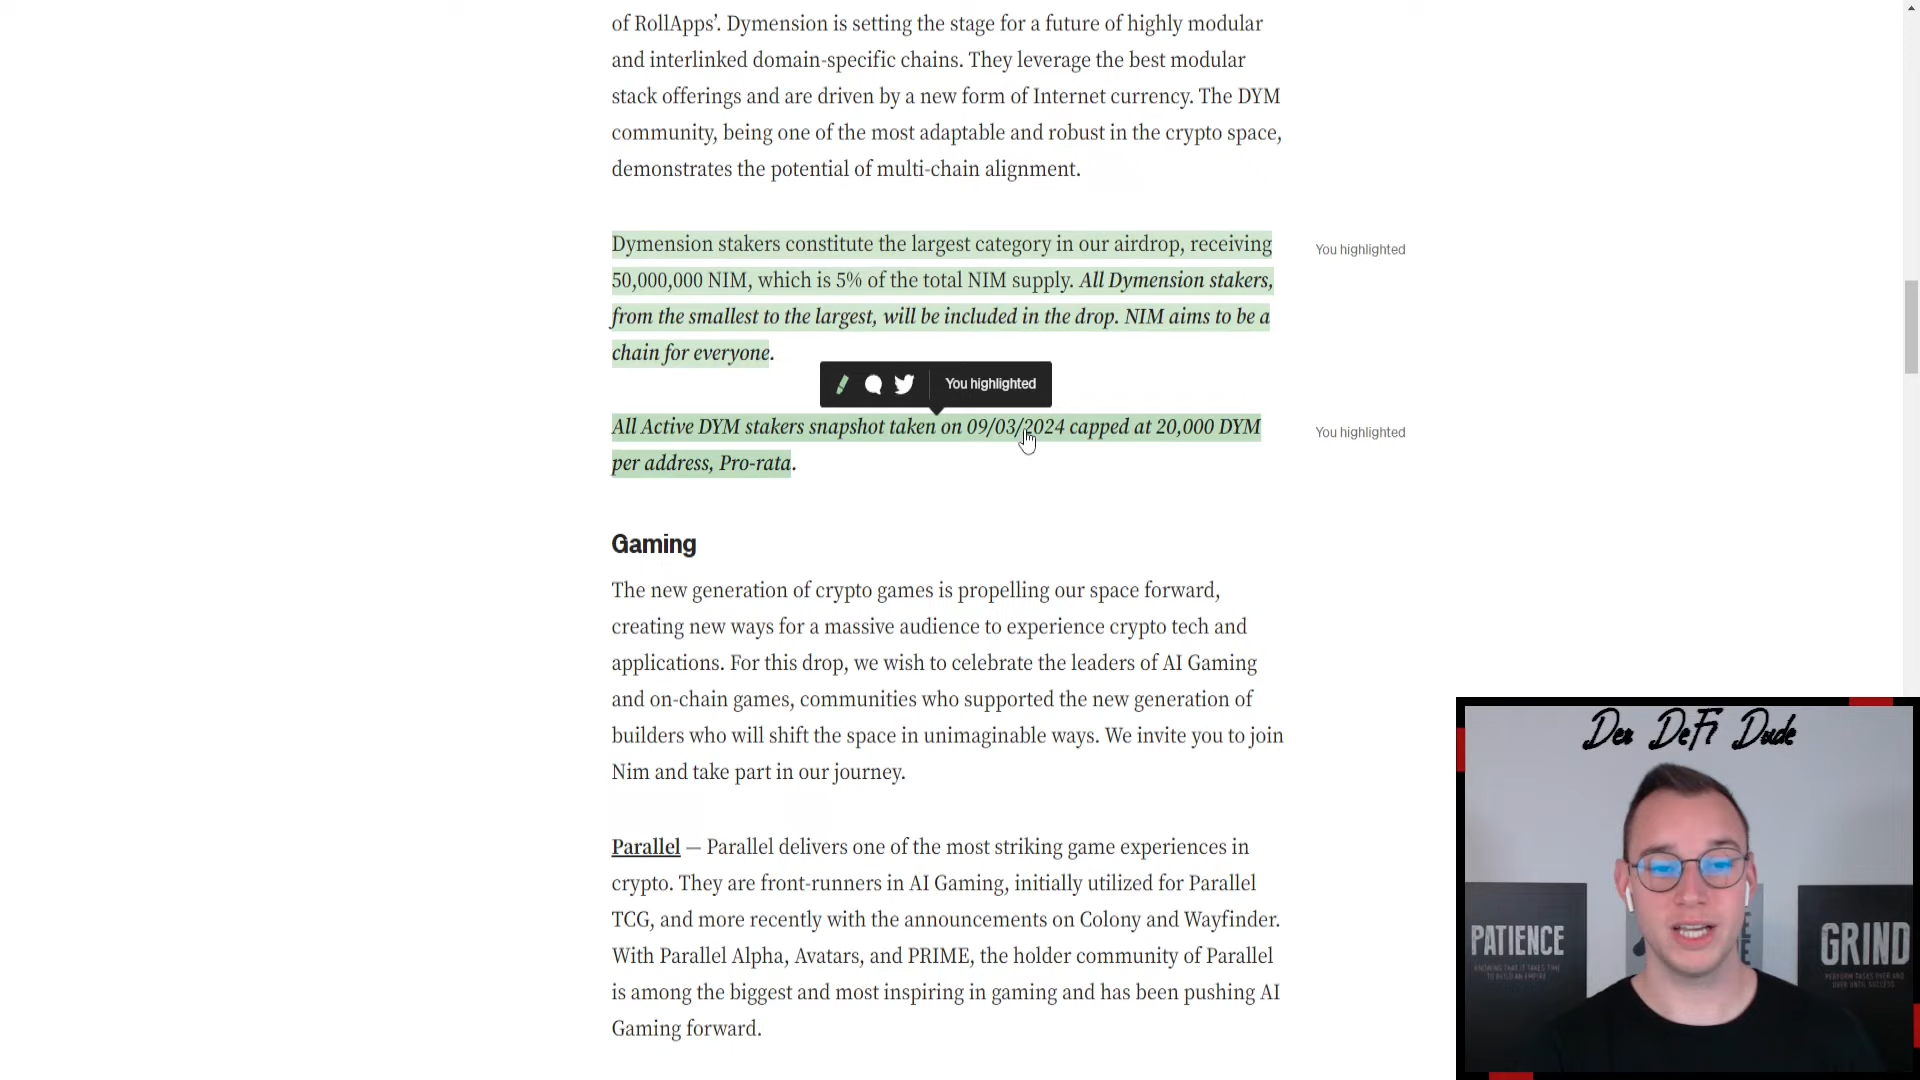 of RollApps’. Dymension is setting the stage for a future of highly modular
and interlinked domain-specific chains. They leverage the best modular
stack offerings and are driven by a new form of Internet currency. The DYM
community, being one of the most adaptable and robust in the crypto space,
demonstrates the potential of multi-chain alignment.
Dymension stakers constitute the largest category in our airdrop, receiving
You highlighted
50,000,000 NIM, which is 5% of the total NIM supply. All Dymension stakers,
from the smallest to the largest, will be included in the drop. NIM aims to be a
chain for everyone.
You highlighted
All Active DYM stakers snapshot taken on 09/03/2024 capped at 20,000 DYM
You highlighted
per address, Pro-rata.
Gaming
The new generation of crypto games is propelling our space forward,
creating new ways for a massive audience to experience crypto tech and
applications. For this drop, we wish to celebrate the leaders of AI Gaming
and on-chain games, communities who supported the new generation of
builders who will shift the space in unimaginable ways. We invite you to join
Nim and take part in our journey.
Parallel — Parallel delivers one of the most striking game experiences in
crypto. They are front-runners in AI Gaming, initially utilized for Parallel
TCG, and more recently with the announcements on Colony and Wayfinder.
With Parallel Alpha, Avatars, and PRIME, the holder community of Parallel
is among the biggest and most inspiring in gaming and has been pushing AI
Gaming forward.
Der DeFi Dude
PATIENCE
GRIND